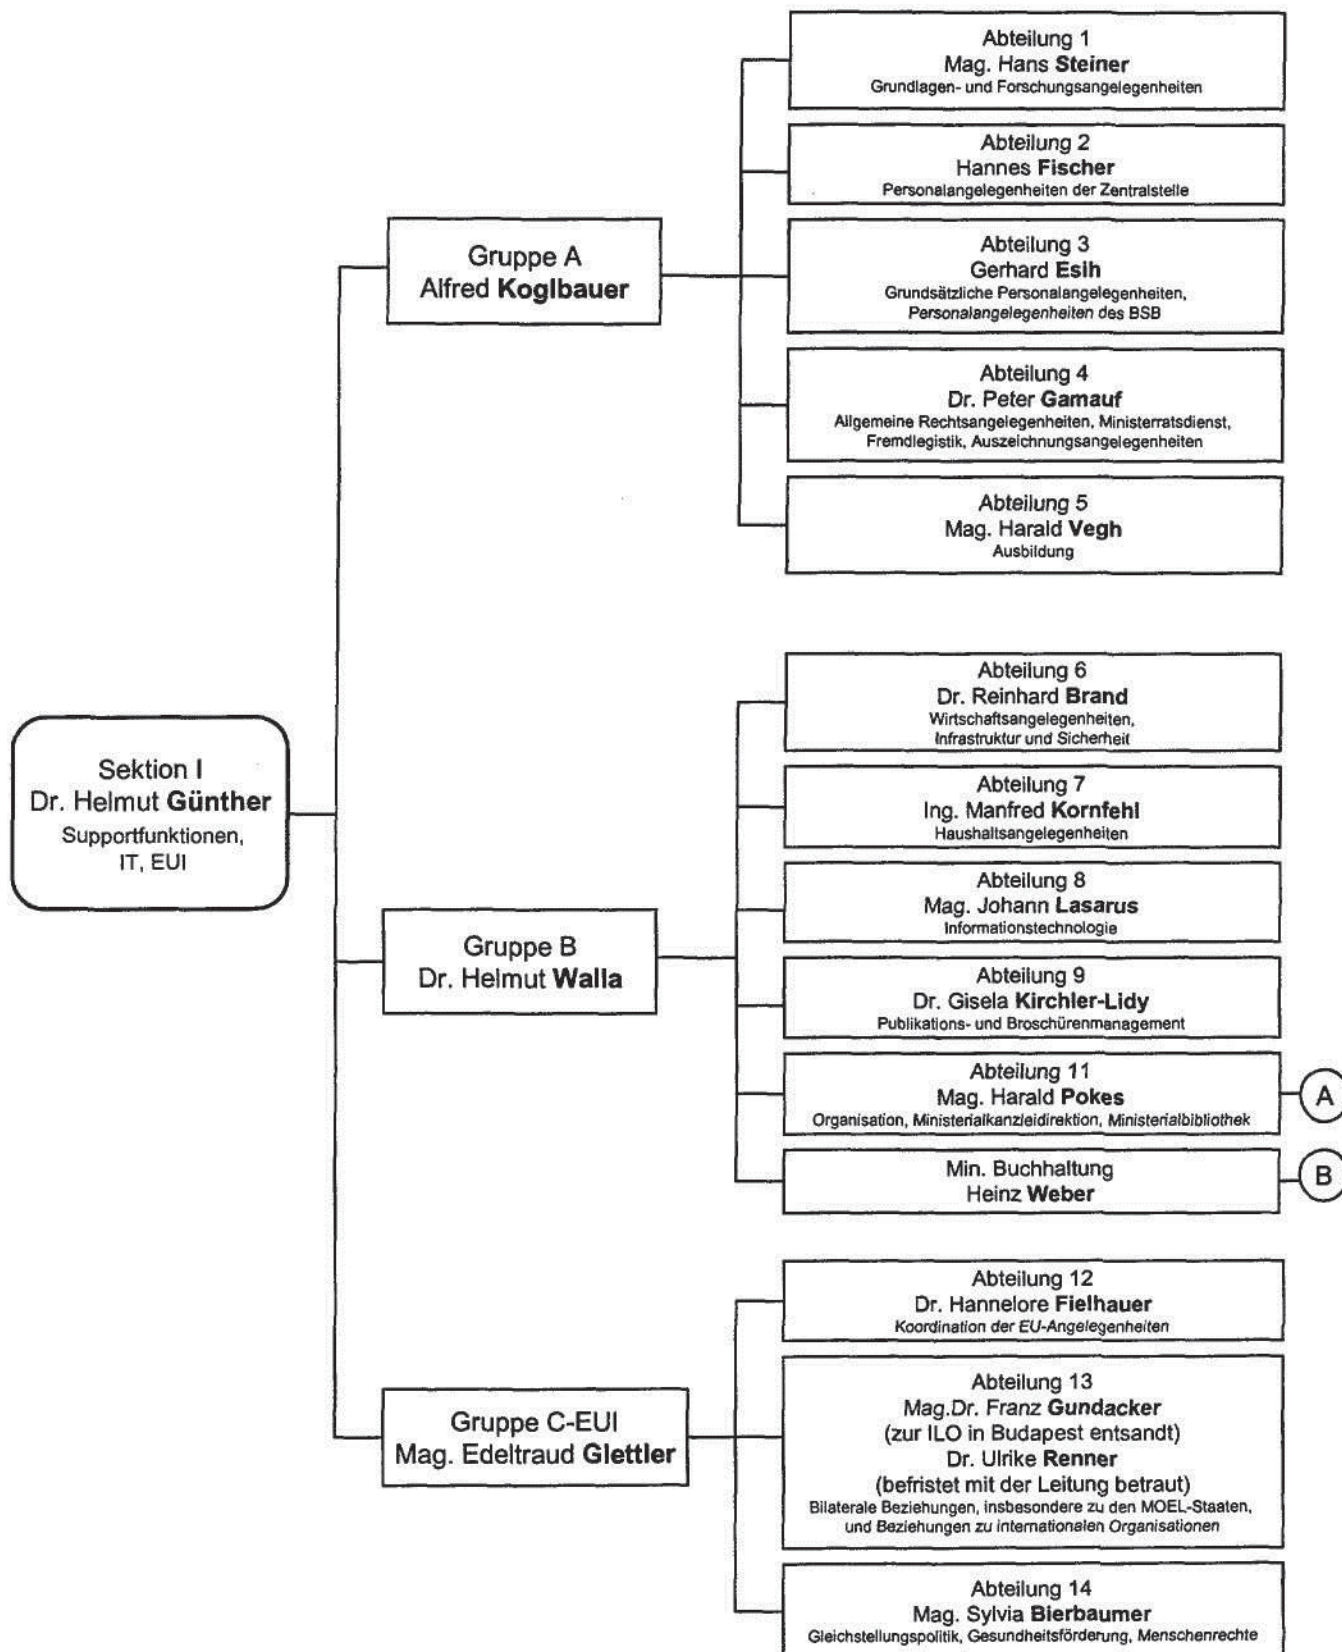 Abteilung 1
Mag. Hans Steiner
Grundlagen- und Forschungsangelegenheiten
Abteilung 2
Hannes Fischer
Personalangelegenheiten der Zentralstelle
Abteilung 3
Gerhard Esih
Grundsätzliche Personalangelegenheiten,
Personalangelegenheiten des BSB
Gruppe A
Alfred Koglbauer
Abteilung 4
Dr. Peter Gamauf
Allgemeine Rechtsangelegenheiten, Ministerratsdienst,
Fremdlegistik, Auszeichnungsangelegenheiten
Abteilung 5
Mag. Harald Vegh
Ausbildung
Sektion I
Dr. Helmut Günther
Supportfunktionen,
IT, EUI
Abteilung 6
Dr. Reinhard Brand
Wirtschaftsangelegenheiten,
Infrastruktur und Sicherheit
Abteilung 7
Ing. Manfred Kornfehl
Haushaltsangelegenheiten
Abteilung 8
Mag. Johann Lasarus
Informationstechnologie
Gruppe B
Dr. Helmut Walla
Abteilung 9
Dr. Gisela Kirchler-Lidy
Publikations- und Broschürenmanagement
Abteilung 11
Mag. Harald Pokes
Organisation, Ministerialkanzleidirektion, Ministerialbibliothek
A
Min. Buchhaltung
Heinz Weber
B
Abteilung 12
Dr. Hannelore Fielhauer
Koordination der EU-Angelegenheiten
Gruppe C-EUI
Mag. Edeltraud Glettler
Abteilung 13
Mag.Dr. Franz Gundacker
(zur ILO in Budapest entsandt)
Dr. Ulrike Renner
(befristet mit der Leitung betraut)
Bilaterale Beziehungen, insbesondere zu den MOEL-Staaten,
und Beziehungen zu internationalen Organisationen
Abteilung 14
Mag. Sylvia Bierbaumer
Gleichstellungspolitik, Gesundheitsförderung, Menschenrechte